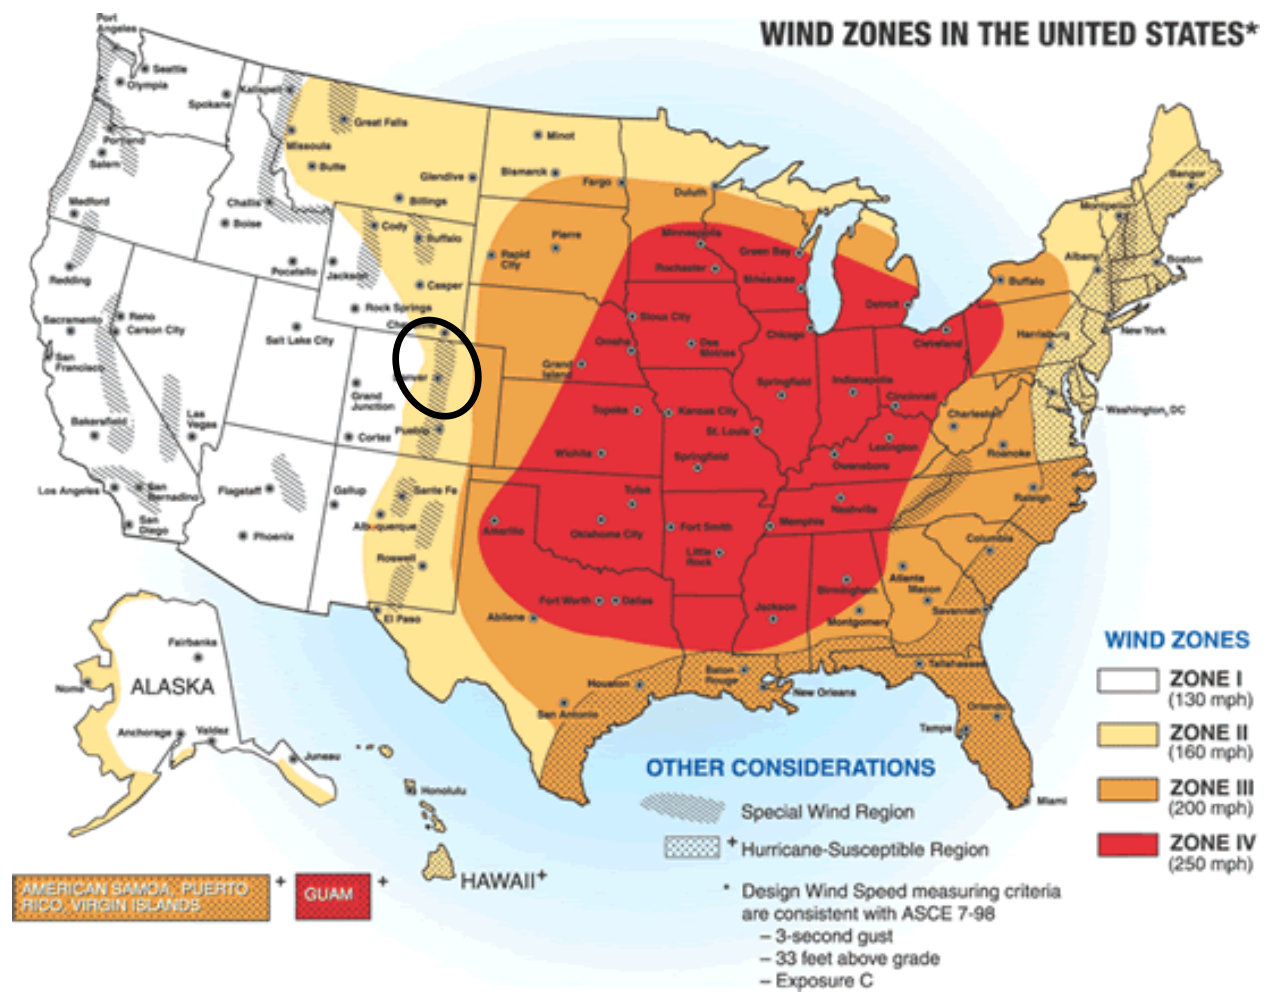 WIND ZONES IN THE UNITED STATES*
Port
Angeles
Seattle
Olympia
Spokane
Kalispell
Great Falls
Minot
Missoula
Portland
Salem
Butte
Glendive
Bismarck
Fargo
Duluth
Bangor
Medford
Challis
Billings
Montpelier
Boise
Cody
Buffalo
Pierre
Minneapolis
Green Bay
Albany
Boston
Redding
Pocatello
Jackson
Rapid
City
Rochester
Milwaukee
Buffalo
Casper
Detroit
Sacramento
Reno
Carson City
Rock Springs
Sioux City
New York
Salt Lake City
Chicago
Cleveland
Harrisburg
San
Francisco
Omaha
Des
Moines
Grand
Island
Springfield
Indianapolis
Grand
Junction
Cincinnati
Washington, DC
Bakersfield
Las
Vegas
Topeka
Kansas City
Charleston
Cortez
Pueblo
St. Louis
Lexington
Wichita
Springfield
Owensboro
Roanoke
Los Angeles
San
Bernadino
Flagstaff
Gallup
Santa Fe
Tulsa
Nashville
Raleigh
San
Diego
Albuquerque
Amarillo
Oklahoma City
Fort Smith
Memphis
Phoenix
Columbia
Roswell
Little
Rock
Atlanta
Birmingham
Macon
Fort Worth
Dallas
Jackson
Savannah
El Paso
Abilene
Montgomery
Fairbanks
Houston
Baton
Rouge
Tallahassee
ALASKA
Nome
New Orleans
San Antonio
Orlando
Anchorage
Valdez
Tampa
Juneau
Honolulu
Miami
HAWAII+
WIND ZONES
ZONE I
(130 mph)
ZONE II
(160 mph)
ZONE III
(200 mph)
ZONE IV
(250 mph)
OTHER CONSIDERATIONS
Special Wind Region
+ Hurricane-Susceptible Region
* Design Wind Speed measuring criteria
are consistent with ASCE 7-98
– 3-second gust
– 33 feet above grade
– Exposure C
AMERICAN SAMOA, PUERTO +
RICO, VIRGIN ISLANDS
GUAM +